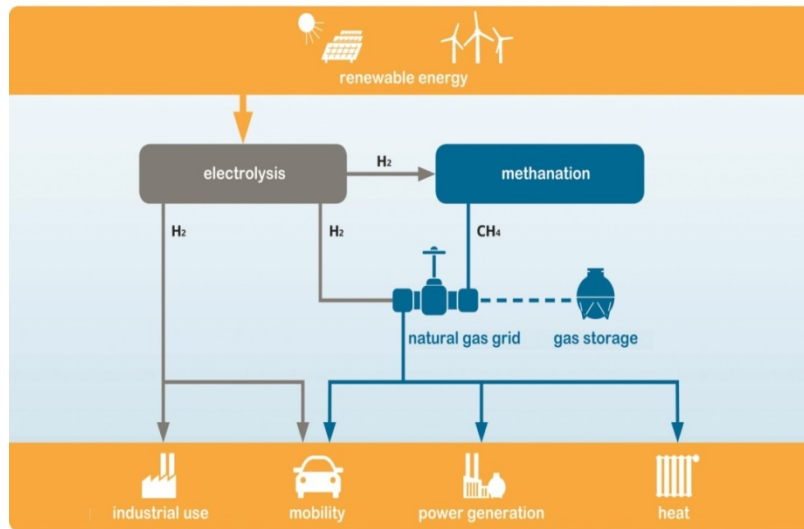 renewable energy
electrolysis
H₂
methanation
H₂
H₂
CH₄
natural gas grid
gas storage
industrial use
mobility
power generation
heat